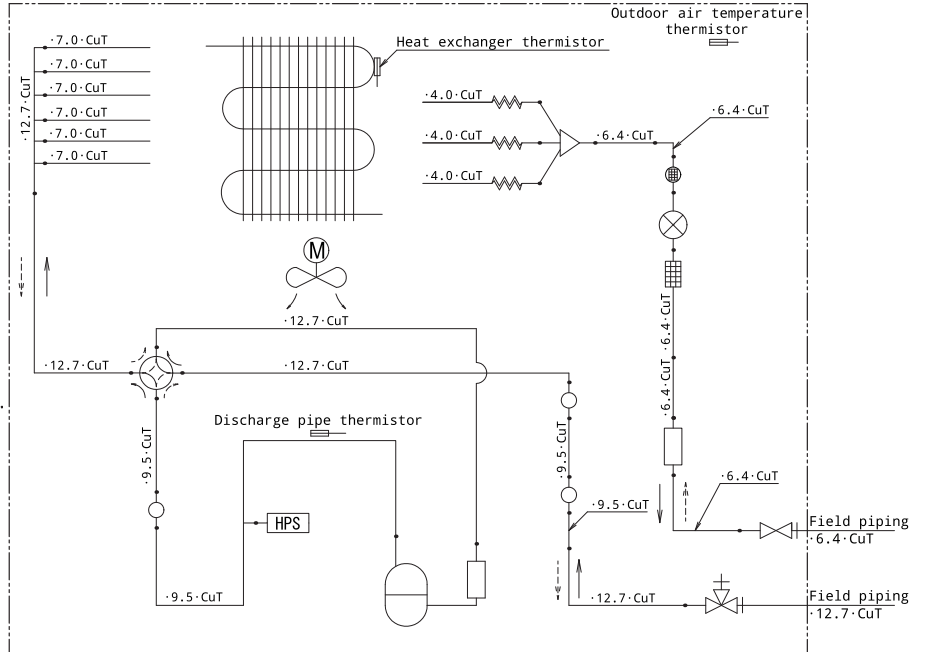 Outdoor air temperature
thermistor
·7.0·CuT
·7.0·CuT
·7.0·CuT
·7.0·CuT
·7.0·CuT
·7.0·CuT
·12.7·CuT
Heat exchanger thermistor
·4.0·CuT
·4.0·CuT
·4.0·CuT
·6.4·CuT
·6.4·CuT
M
·12.7·CuT
·12.7·CuT
·12.7·CuT
·6.4·CuT
·6.4·CuT
Discharge pipe thermistor
·9.5·CuT
·9.5·CuT
·6.4·CuT
·9.5·CuT
HPS
Field piping
·6.4·CuT
·9.5·CuT
·12.7·CuT
Field piping
·12.7·CuT